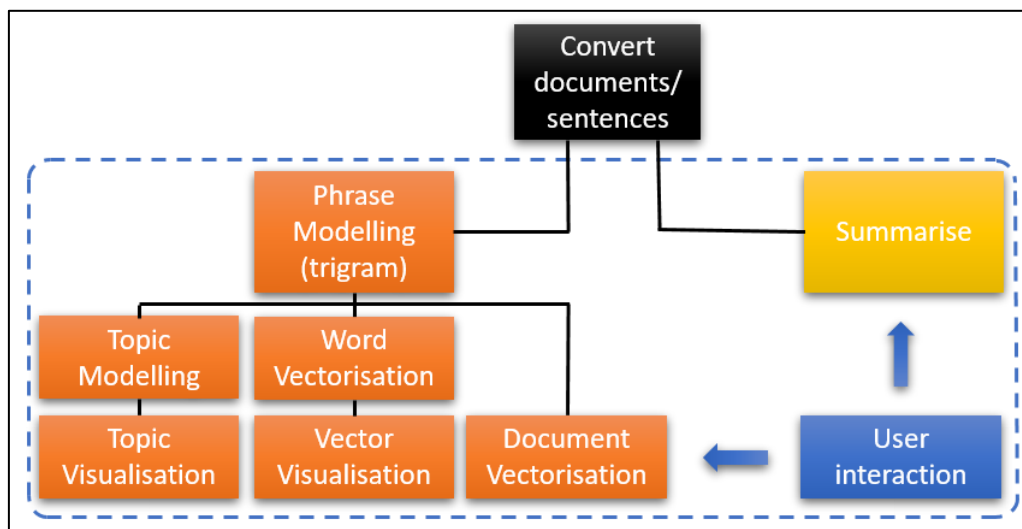 Convert
documents/
sentences
Phrase
Modelling
(trigram)
Summarise
Topic
Modelling
Word
Vectorisation
Topic
Visualisation
Vector
Visualisation
Document
Vectorisation
User
interaction